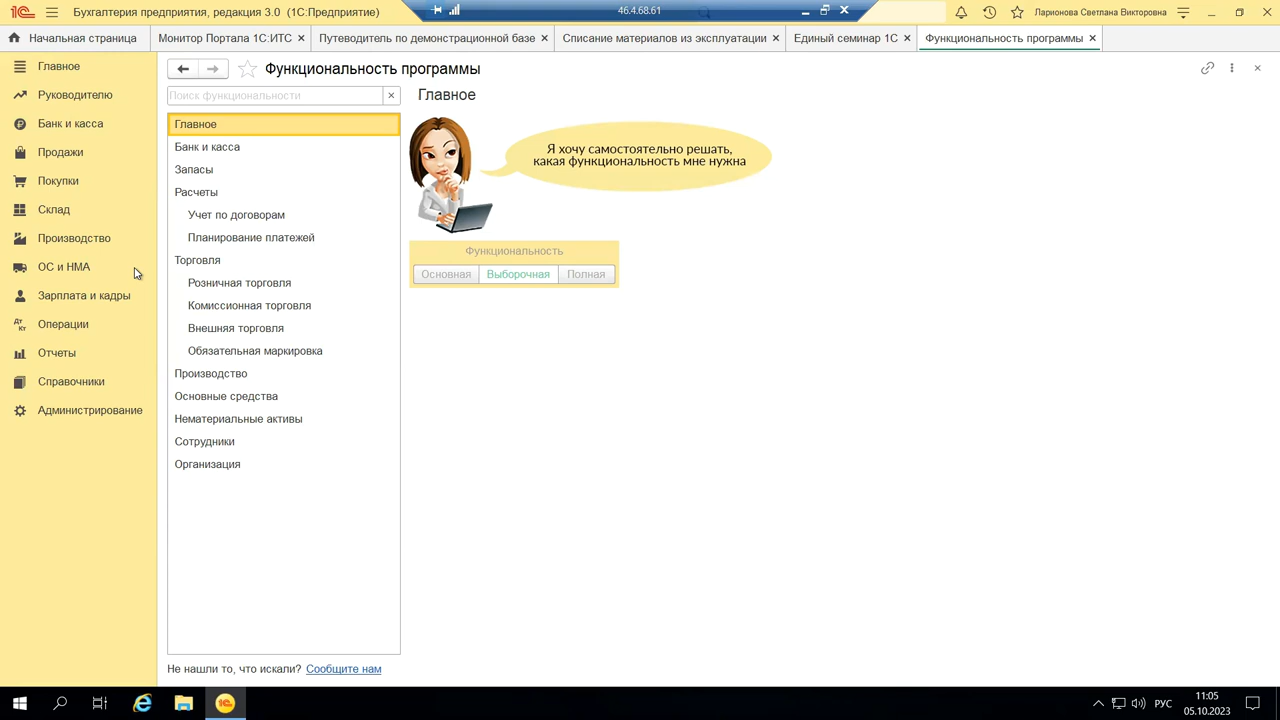 Бухгалтерия предприятия, редакция 3.0 (1С:Предприятие)
46.4.68.61
Ларионова Светлана Викторовна
Начальная страница
Монитор Портала 1С:ИТС
Путеводитель по демонстрационной базе
Списание материалов из эксплуатации
Единый семинар 1С
Функциональность программы
Главное
Руководителю
Банк и касса
Продажи
Покупки
Склад
Производство
ОС и НМА
Зарплата и кадры
Операции
Отчеты
Справочники
Администрирование
Функциональность программы
Поиск функциональности
Главное
Банк и касса
Запасы
Расчеты
Учет по договорам
Планирование платежей
Торговля
Розничная торговля
Комиссионная торговля
Внешняя торговля
Обязательная маркировка
Производство
Основные средства
Нематериальные активы
Сотрудники
Организация
Не нашли то, что искали? Сообщите нам
Главное
Я хочу самостоятельно решать,
какая функциональность мне нужна
Функциональность
Основная
Выборочная
Полная
РУС
11:05
05.10.2023